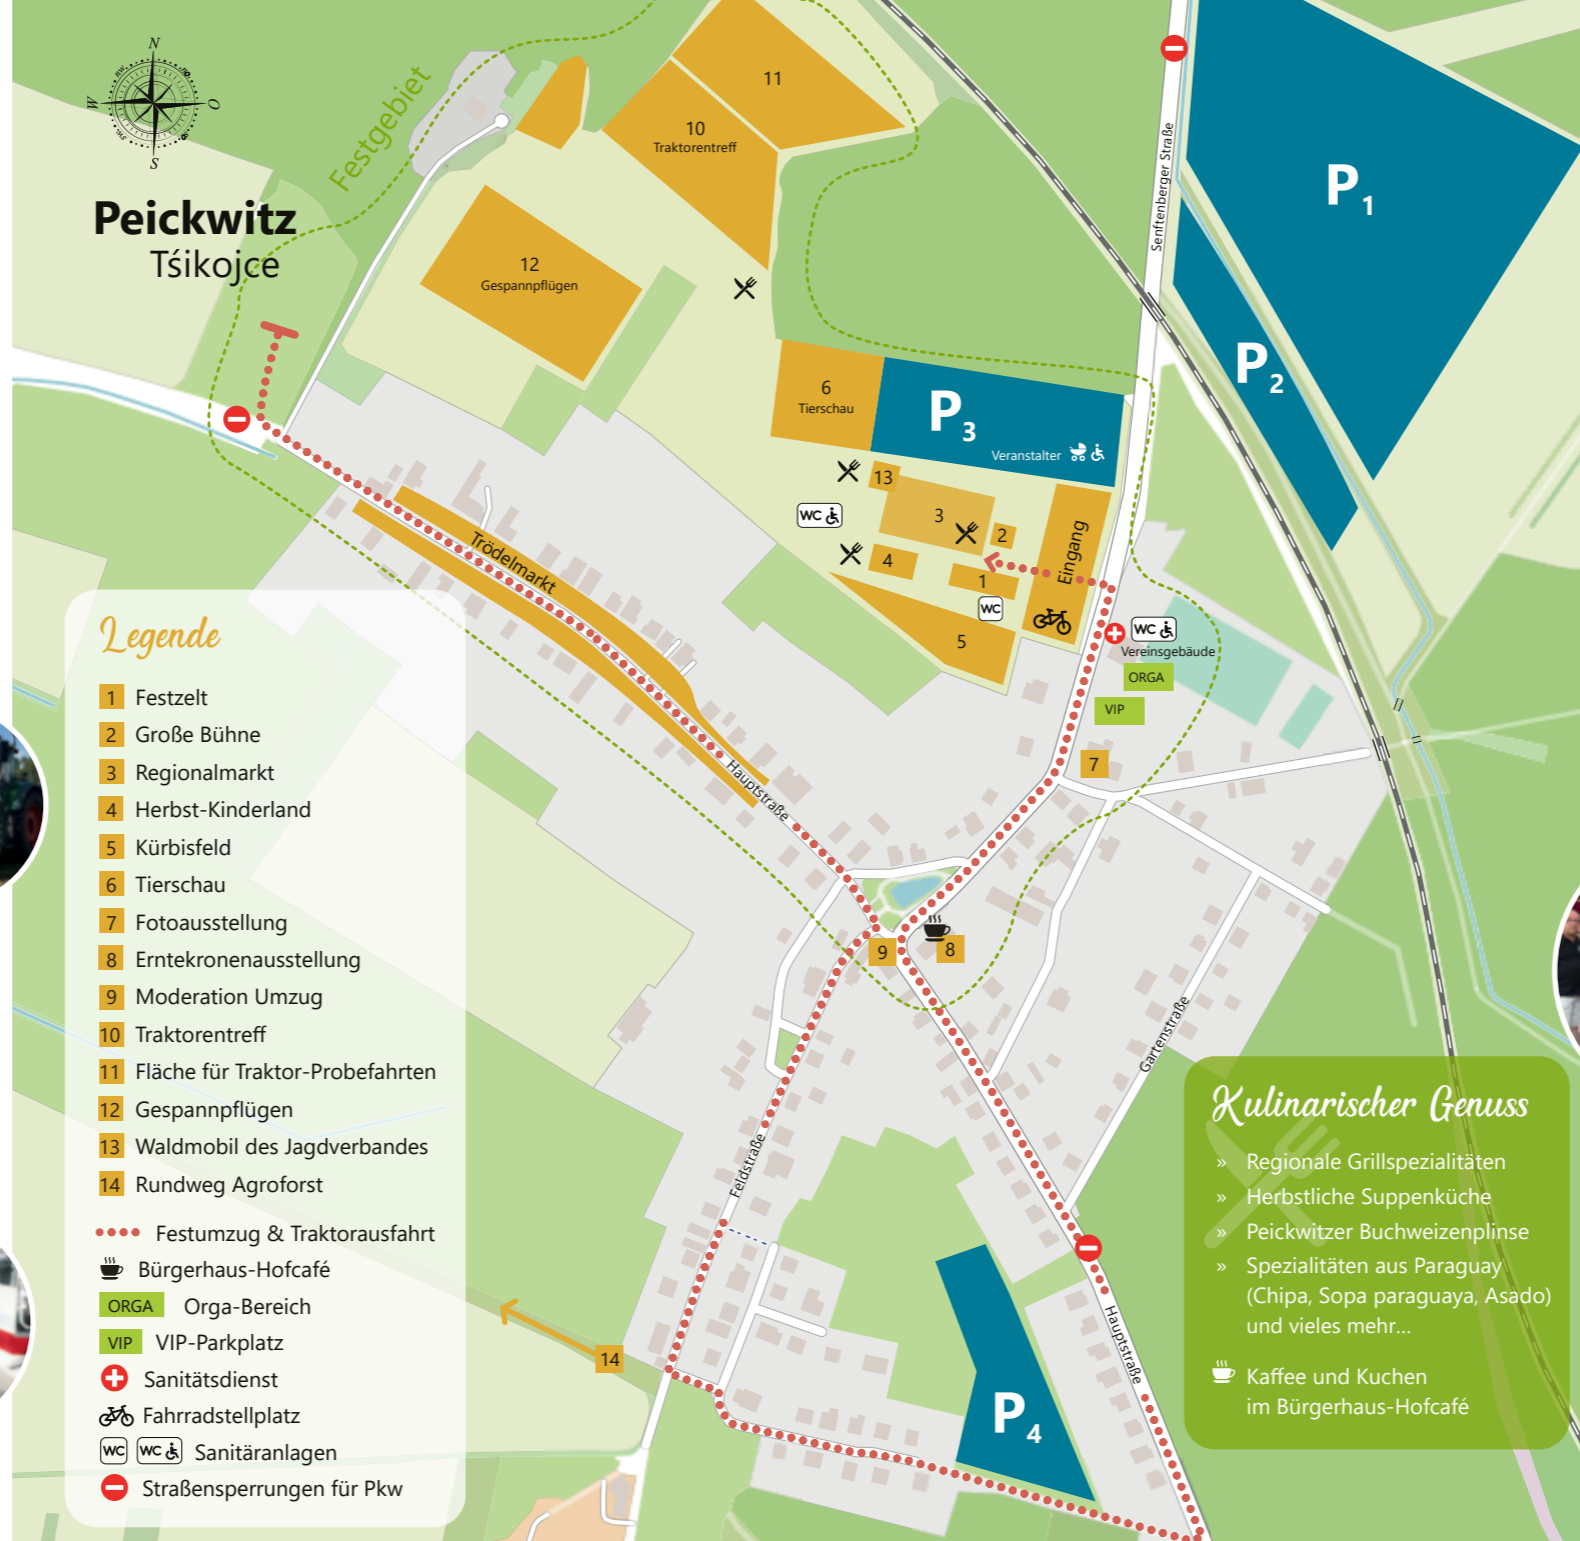 N
W
O
S
Peickwitz
Tśikojce
Festgebiet
11
10
Traktorentreff
12
Gespannpflügen
Senftenberger Straße
P1
P2
6
Tierschau
P3
Veranstalter
13
3
2
WC
4
1
Eingang
WC
5
WC
Vereinsgebäude
ORGA
VIP
7
Trödelmarkt
Hauptstraße
8
9
Gartenstraße
Feldstraße
14
P4
Hauptstraße
Legende
1 Festzelt
2 Große Bühne
3 Regionalmarkt
4 Herbst-Kinderland
5 Kürbisfeld
6 Tierschau
7 Fotoausstellung
8 Erntekronenausstellung
9 Moderation Umzug
10 Traktorentreff
11 Fläche für Traktor-Probefahrten
12 Gespannpflügen
13 Waldmobil des Jagdverbandes
14 Rundweg Agroforst
Festumzug & Traktorausfahrt
Bürgerhaus-Hofcafé
ORGA Orga-Bereich
VIP VIP-Parkplatz
Sanitätsdienst
Fahrradstellplatz
WC WC Sanitäranlagen
Straßensperrungen für Pkw
Kulinarischer Genuss
» Regionale Grillspezialitäten
» Herbstliche Suppenküche
» Peickwitzer Buchweizenplinse
» Spezialitäten aus Paraguay
(Chipa, Sopa paraguaya, Asado)
und vieles mehr...
Kaffee und Kuchen
im Bürgerhaus-Hofcafé